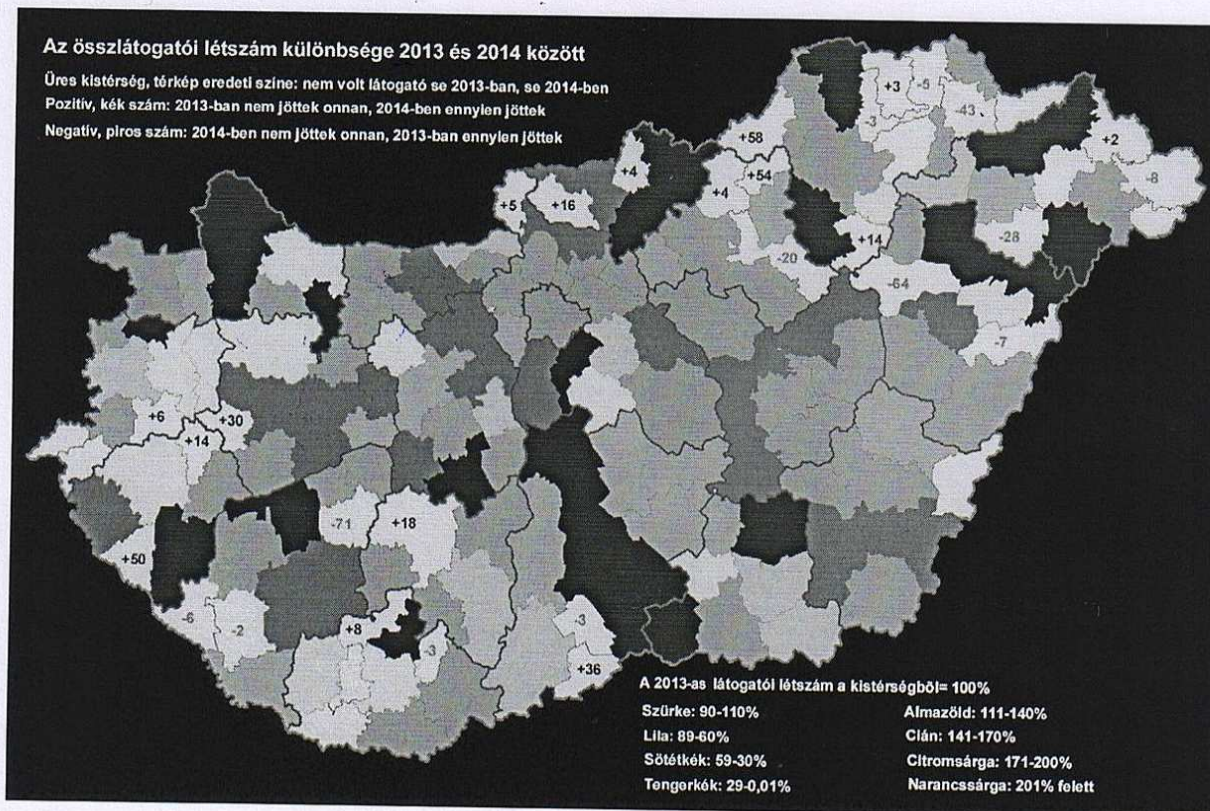 Az összlátogatói létszám különbsége 2013 és 2014 között
Üres kistérség, térkép eredeti színe: nem volt látogató se 2013-ban, se 2014-ben
Pozitív, kék szám: 2013-ban nem jöttek onnan, 2014-ben ennyien jöttek
Negatív, piros szám: 2014-ben nem jöttek onnan, 2013-ban ennyien jöttek
+3
-5
-43
-3
+58
+2
+4
+54
+4
-8
+5
+16
+14
-28
-20
-64
-7
+6
+30
+14
-71
+18
+50
-6
-2
+8
-3
-3
+36
A 2013-as látogatói létszám a kistérségből= 100%
Szürke: 90-110%
Lila: 89-60%
Sötétkék: 59-30%
Tengerkék: 29-0,01%
Almazöld: 111-140%
Cián: 141-170%
Citromsárga: 171-200%
Narancssárga: 201% felett